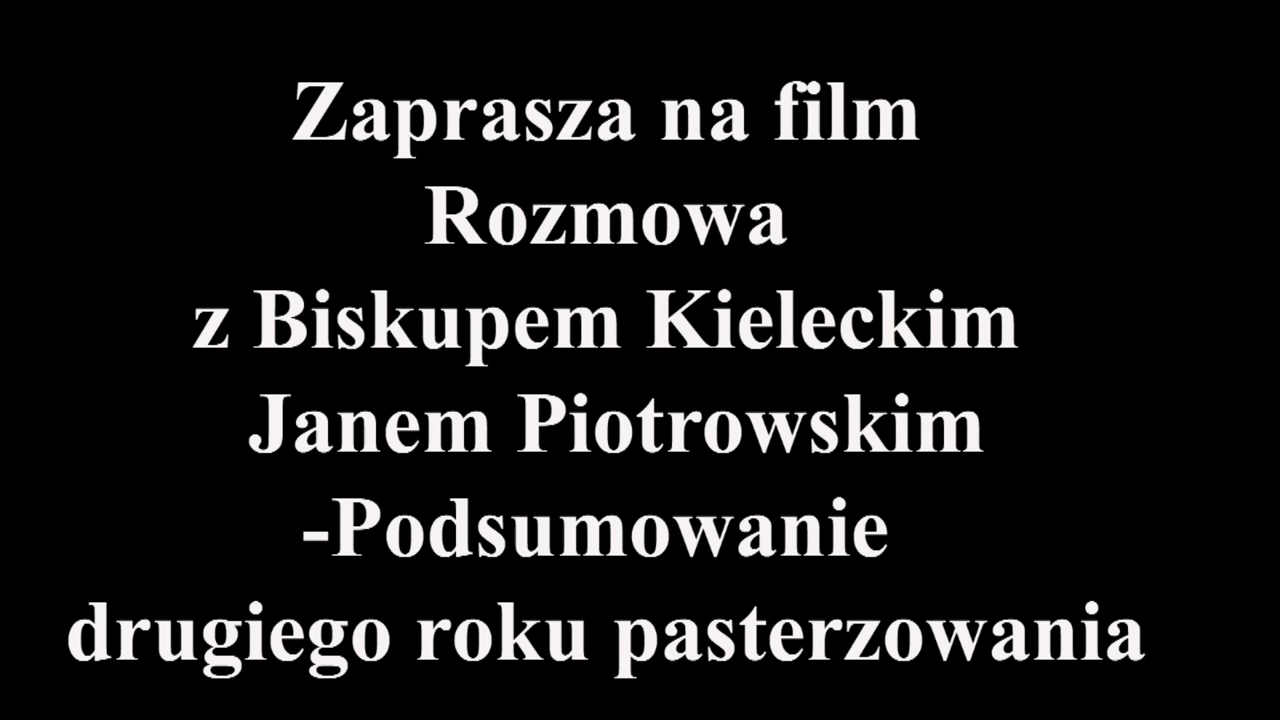 Zaprasza na film
Rozmowa
z Biskupem Kieleckim
Janem Piotrowskim
-Podsumowanie
drugiego roku pasterzowania